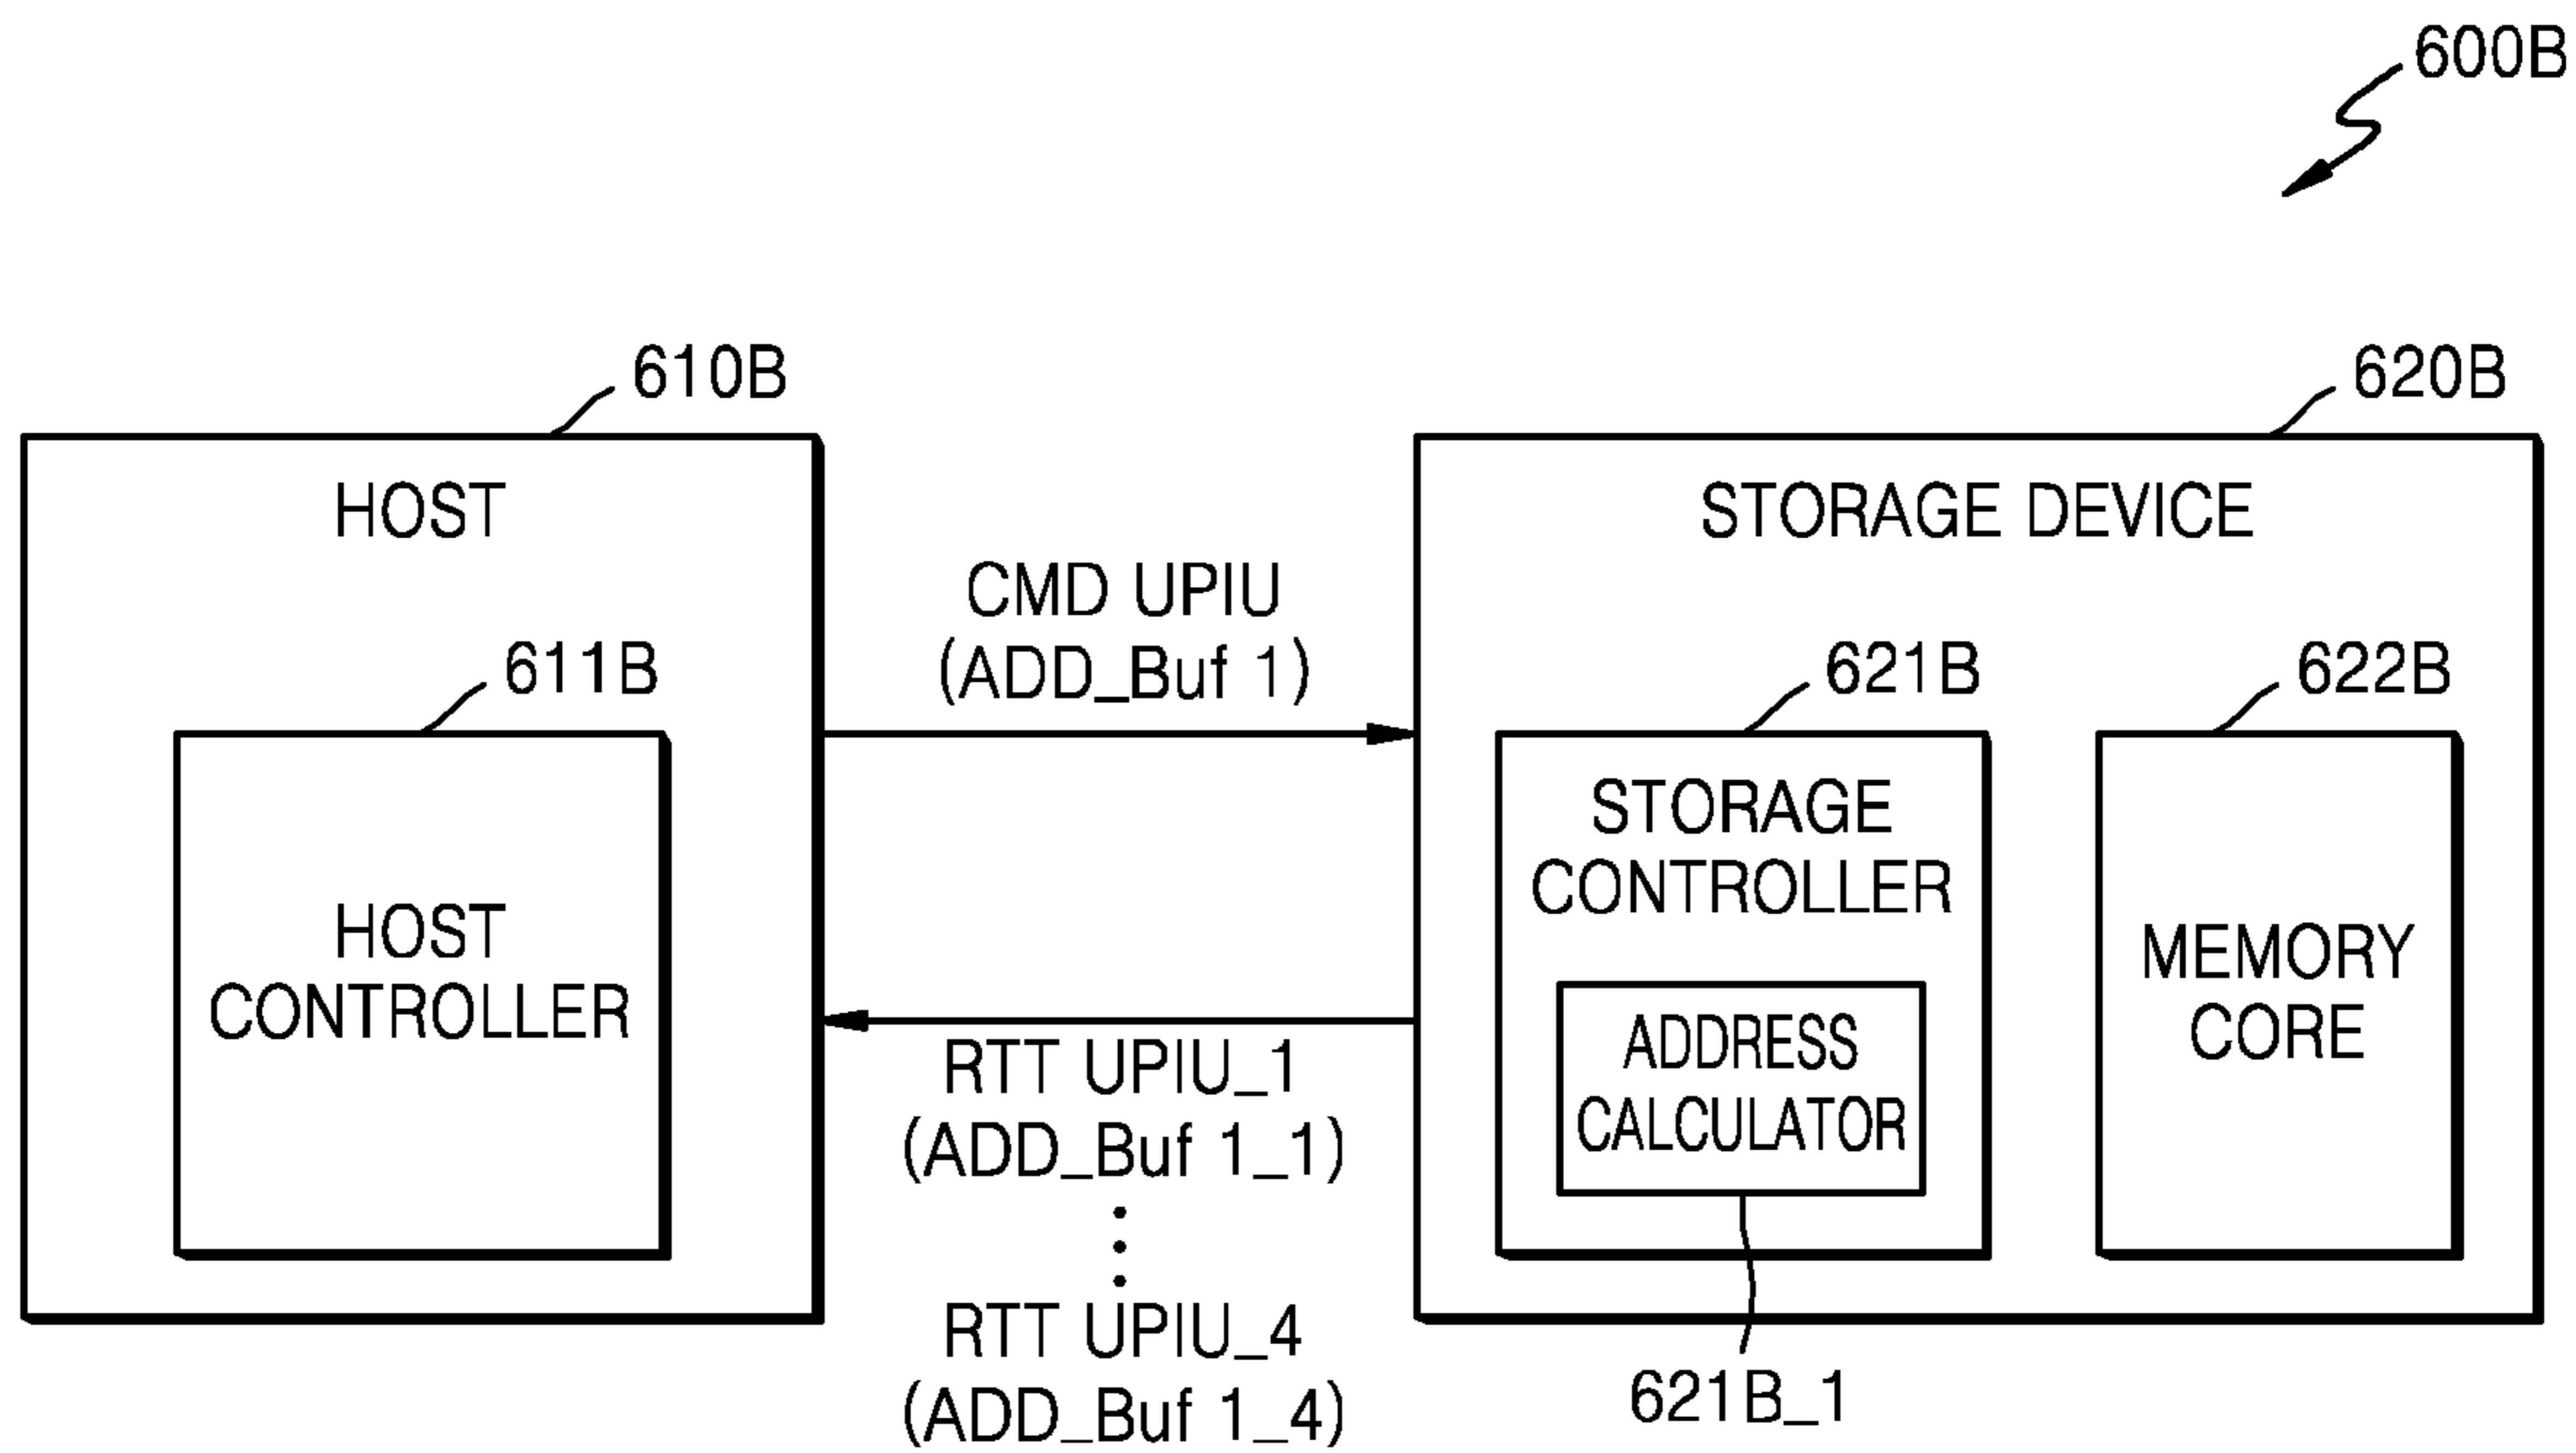 600B
610B
620B
HOST
STORAGE DEVICE
CMD UPIU
(ADD_Buf 1)
611B
621B
622B
HOST
CONTROLLER
STORAGE
CONTROLLER
MEMORY
CORE
ADDRESS
CALCULATOR
RTT UPIU_1
(ADD_Buf 1_1)
RTT UPIU_4
(ADD_Buf 1_4)
621B_1